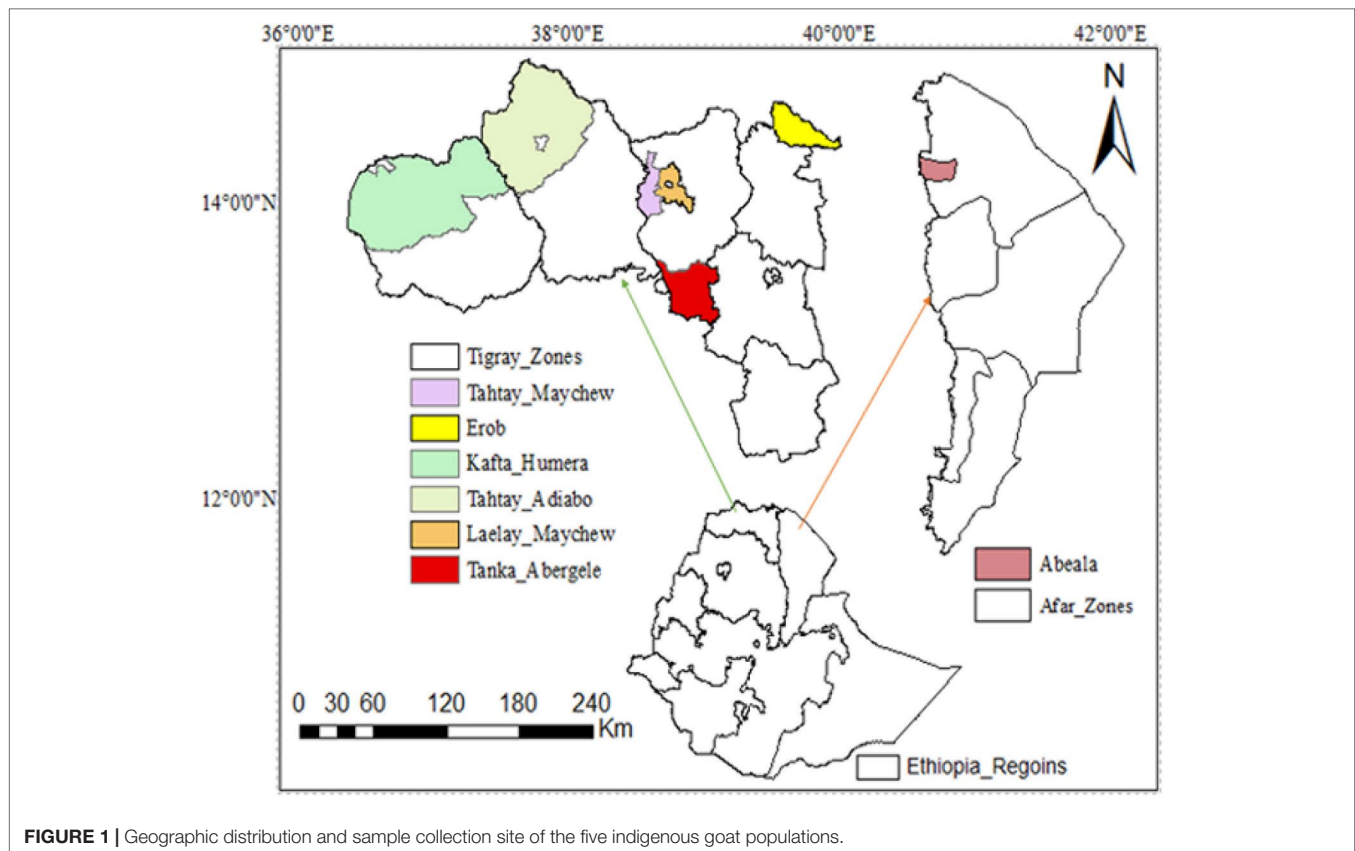 36°0'0"E 38°0'0"E 40°0'0"E 42°0'0"E
N
14°0'0"N
12°0'0"N
Tigray_Zones
Tahtay_Maychew
Erob
Kafta_Humera
Tahtay_Adiabo
Laelay_Maychew
Tanka_Abergele
Abeala
Afar_Zones
0 30 60 120 180 240
Km
Ethiopia_Regoins
FIGURE 1 | Geographic distribution and sample collection site of the five indigenous goat populations.